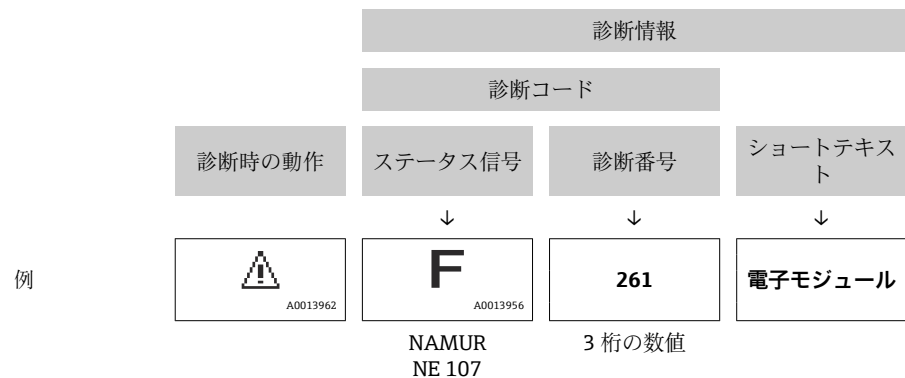 診断情報
診断コード
診断時の動作 ステータス信号 診断番号 ショートテキス
ト
↓ ↓ ↓
例 F 261 電子モジュール
A0013962 A0013956
NAMUR 3 桁の数値
NE 107